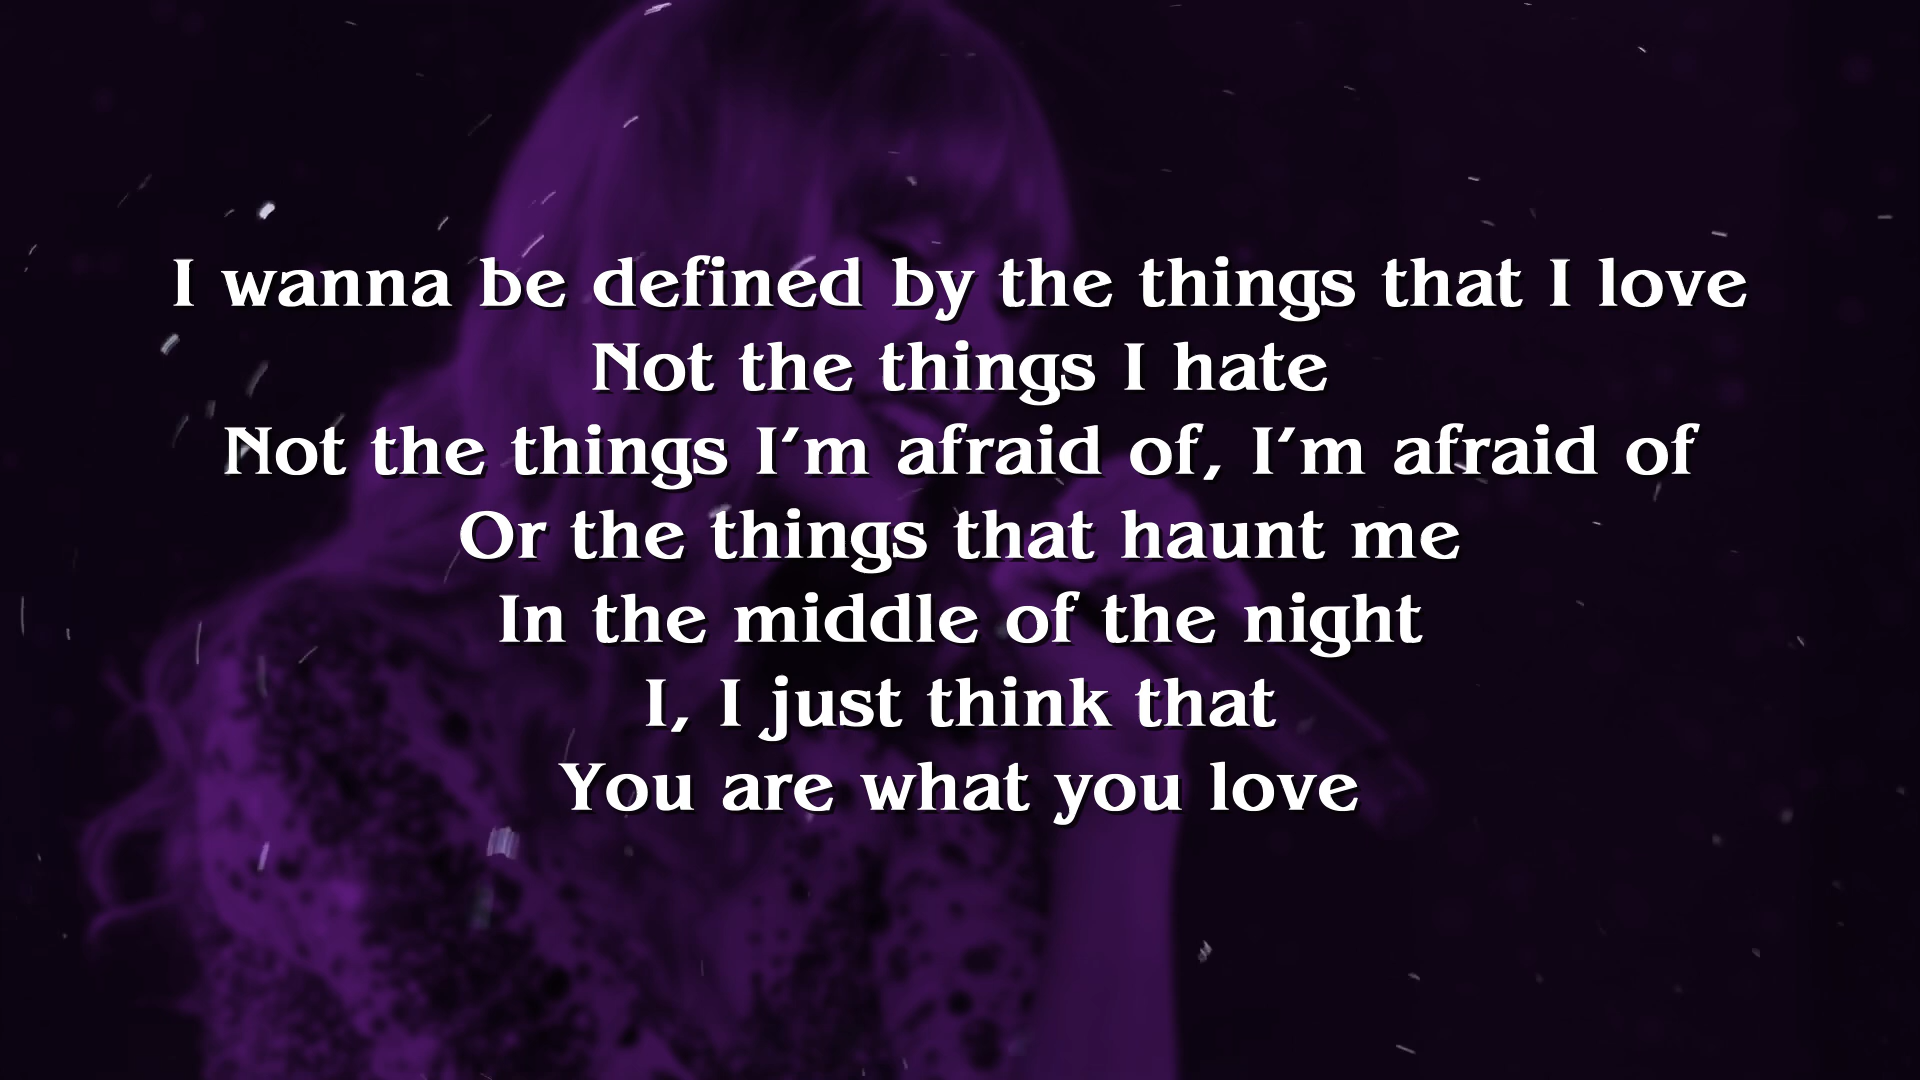 I wanna be defined by the things that I love
Not the things I hate
Not the things I'm afraid of, I'm afraid of
Or the things that haunt me
In the middle of the night
I, I just think that
You are what you love